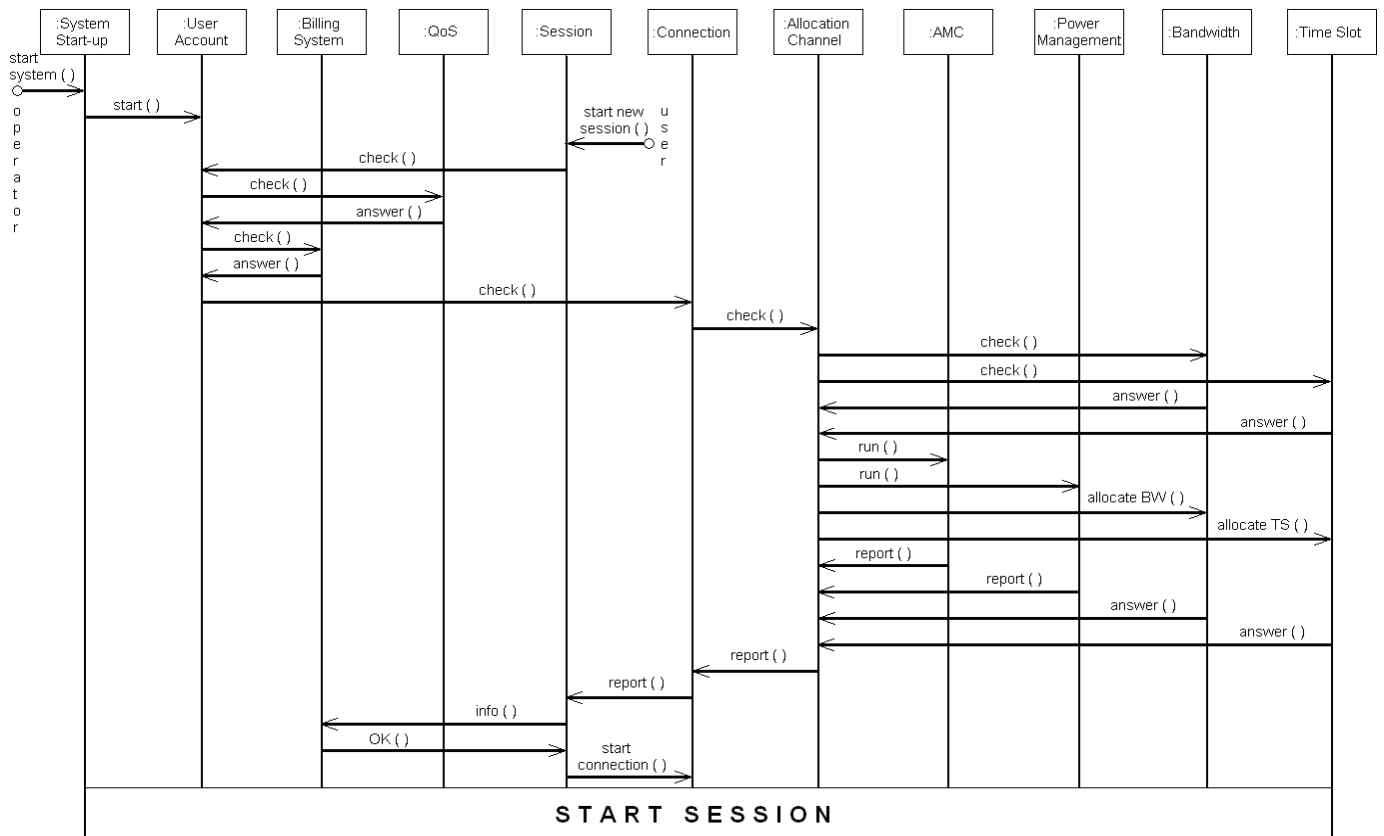 :System
Start-up
:User
Account
:Billing
System
:QoS
:Session
:Connection
:Allocation
Channel
:AMC
:Power
Management
:Bandwidth
:Time Slot
start
system ( )
operator
start ( )
start new
session ( )
user
check ( )
check ( )
answer ( )
check ( )
answer ( )
check ( )
check ( )
check ( )
check ( )
answer ( )
answer ( )
run ( )
run ( )
allocate BW ( )
allocate TS ( )
report ( )
report ( )
answer ( )
answer ( )
report ( )
report ( )
info ( )
OK ( )
start
connection ( )
START SESSION